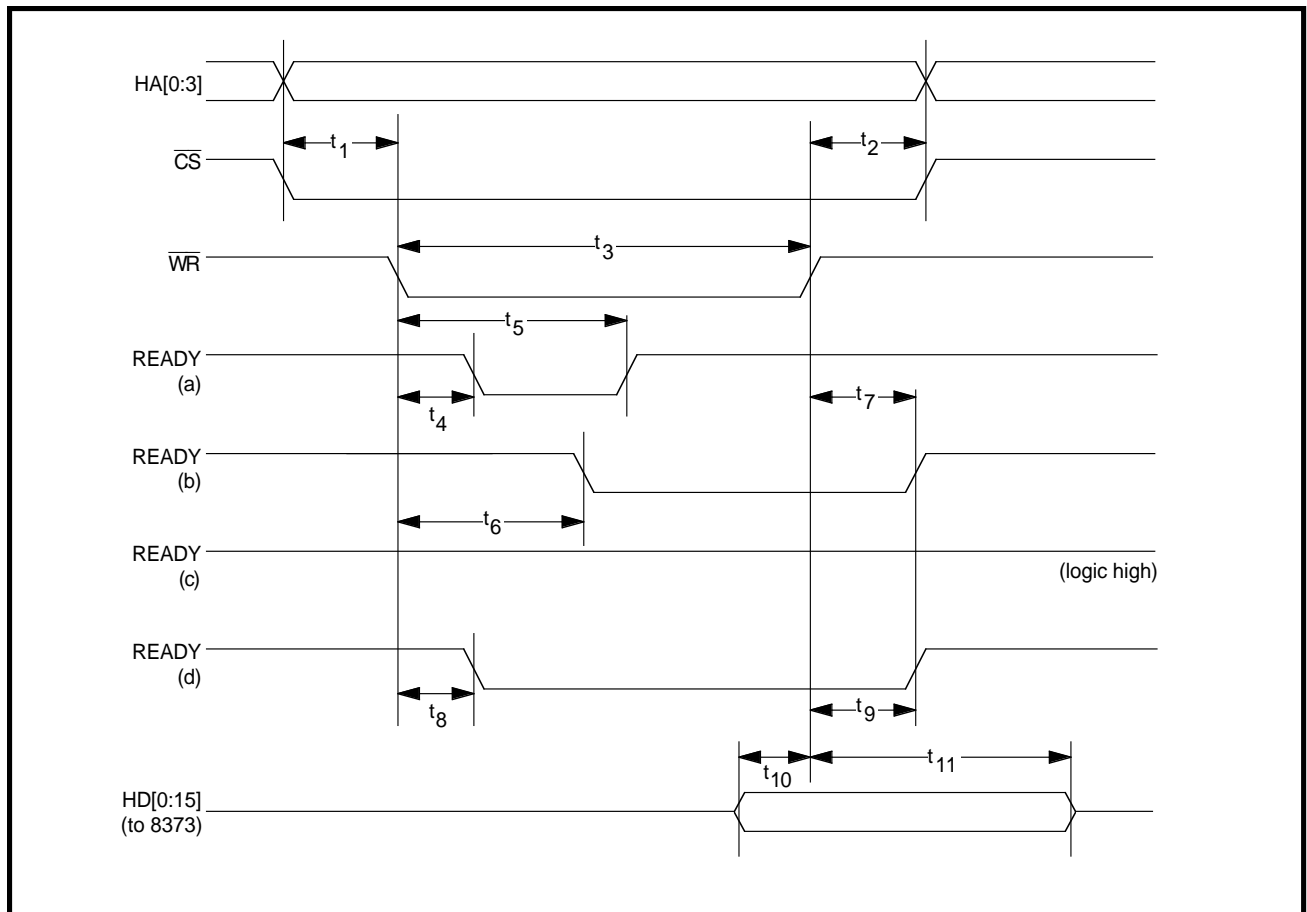 HA[0:3]
t1
t2
CS
t3
WR
t5
READY
(a)
t4
t7
READY
(b)
t6
READY
(c)
(logic high)
READY
(d)
t8
t9
t10
t11
HD[0:15]
(to 8373)